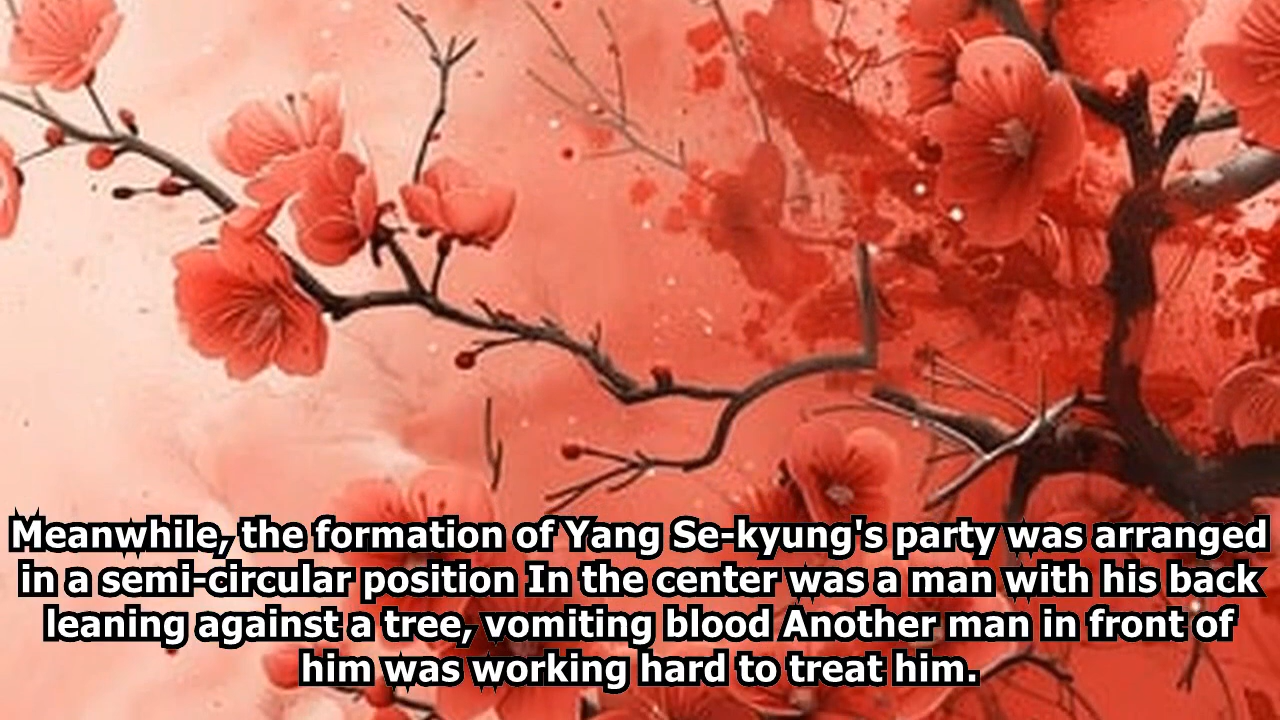 Meanwhile, the formation of Yang Se-kyung's party was arranged
in a semi-circular position In the center was a man with his back
leaning against a tree, vomiting blood Another man in front of
him was working hard to treat him.